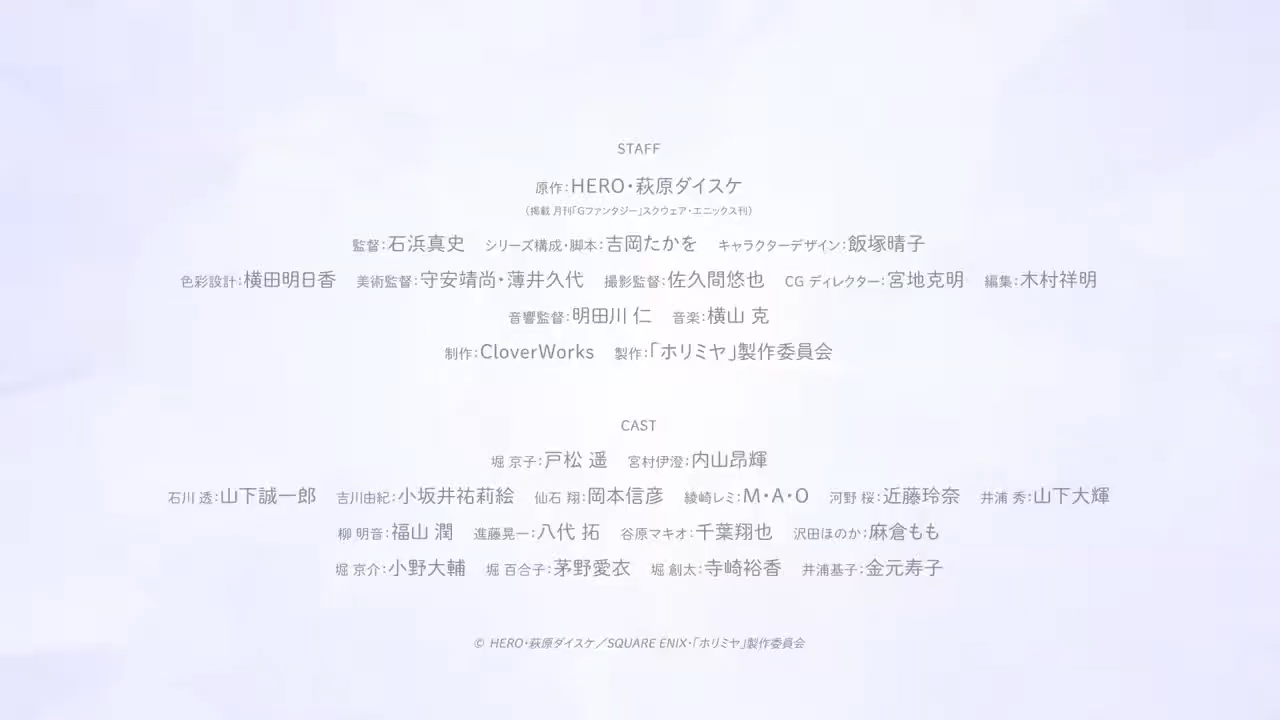 STAFF
原作：HERO・萩原ダイスケ
（掲載 月刊「Gファンタジー」スクウェア・エニックス刊）
監督：石浜真史 シリーズ構成・脚本：吉岡たかを キャラクターデザイン：飯塚晴子
色彩設計：横田明日香 美術監督：守安靖尚・薄井久代 撮影監督：佐久間悠也 CG ディレクター：宮地克明 編集：木村祥明
音響監督：明田川 仁 音楽：横山 克
制作：CloverWorks 製作：「ホリミヤ」製作委員会
CAST
堀 京子：戸松 遥 宮村伊澄：内山昂輝
石川 透：山下誠一郎 吉川由紀：小坂井祐莉絵 仙石 翔：岡本信彦 綾崎レミ：M・A・O 河野 桜：近藤玲奈 井浦 秀：山下大輝
柳 明音：福山 潤 進藤晃一：八代 拓 谷原マキオ：千葉翔也 沢田ほのか：麻倉もも
堀 京介：小野大輔 堀 百合子：茅野愛衣 堀 創太：寺崎裕香 井浦基子：金元寿子
© HERO・萩原ダイスケ／SQUARE ENIX・「ホリミヤ」製作委員会